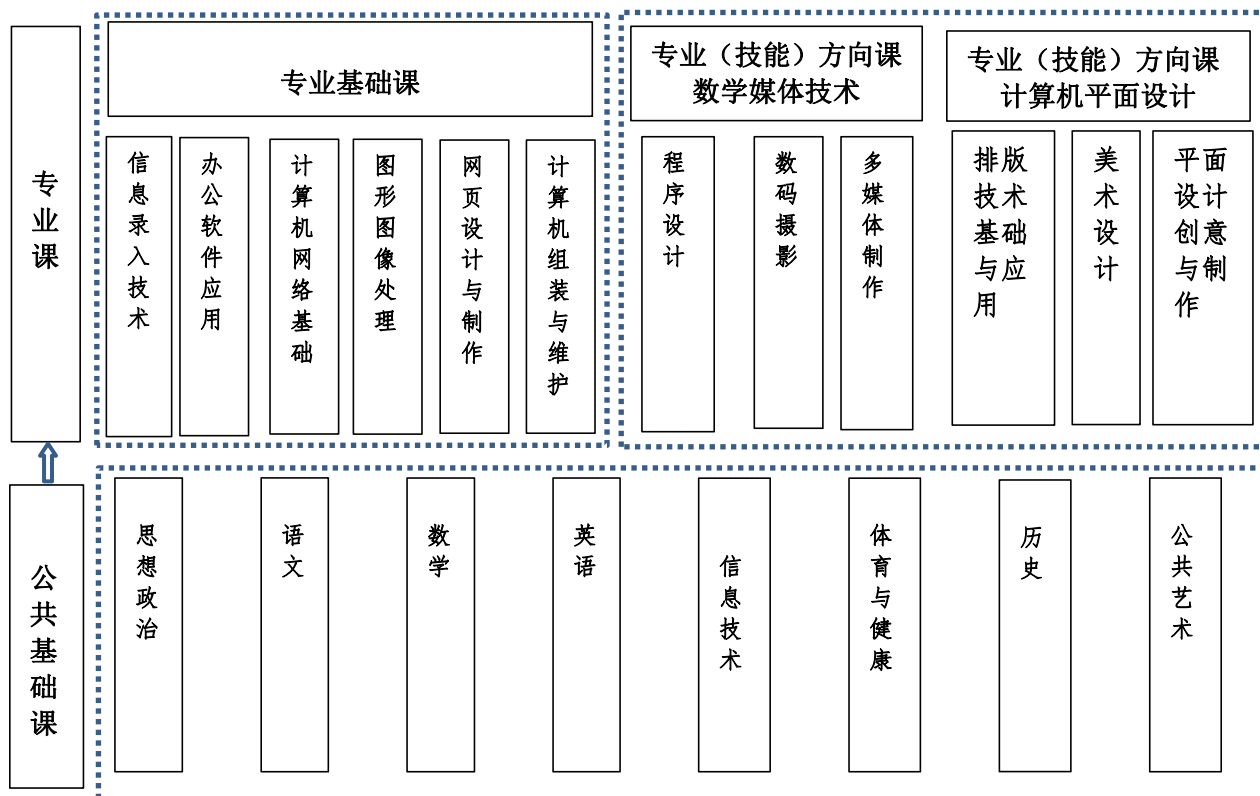 专业课
专业基础课
信息录入技术
办公软件应用
计算机网络基础
图形图像处理
网页设计与制作
计算机组装与维护
专业（技能）方向课
数学媒体技术
程序设计
数码摄影
多媒体制作
专业（技能）方向课
计算机平面设计
排版
技术
基础
与应
用
美术设计
平面
设计
创意
与制
作
公共基础课
思想政治
语文
数学
英语
信息技术
体育与健康
历史
公共艺术